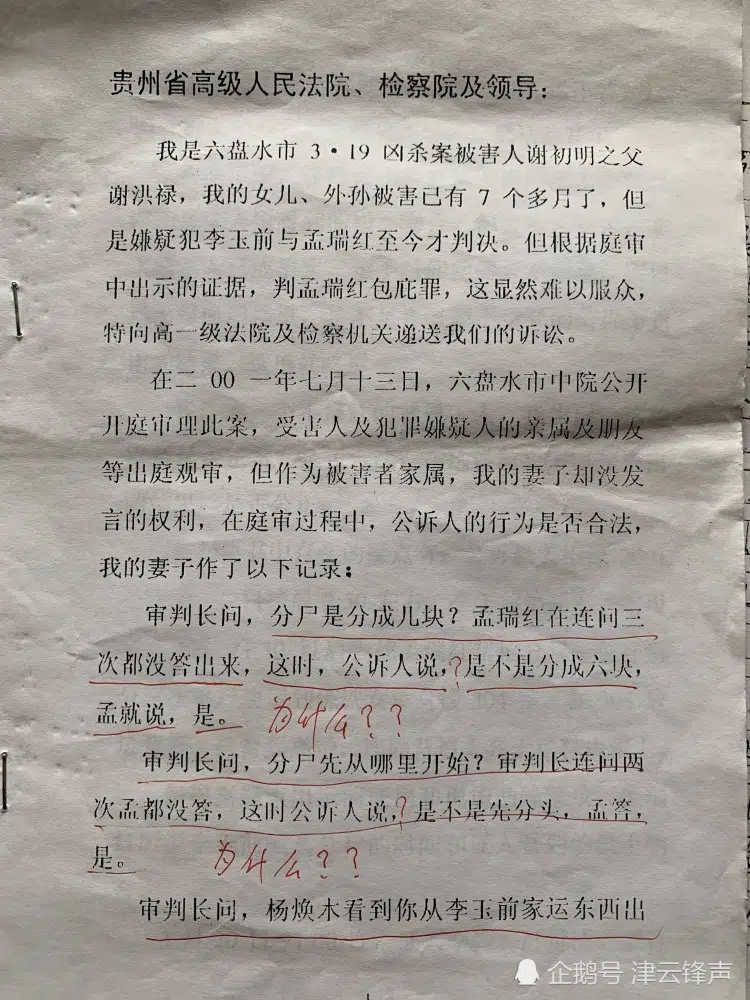 贵州省高级人民法院、检察院及领导：
我是六盘水市 3·19 凶杀案被害人谢初明之父
谢洪禄，我的女儿、外孙被害已有 7 个多月了，但
是嫌疑犯李玉前与孟瑞红至今才判决。但根据庭审
中出示的证据，判孟瑞红包庇罪，这显然难以服众，
特向高一级法院及检察机关递送我们的诉讼。
在二 00 一年七月十三日，六盘水市中院公开
开庭审理此案，受害人及犯罪嫌疑人的亲属及朋友
等出庭观审，但作为被害者家属，我的妻子却没发
言的权利，在庭审过程中，公诉人的行为是否合法，
我的妻子作了以下记录：
审判长问，分尸是分成几块？孟瑞红在连问三
次都没答出来，这时，公诉人说，？是不是分成六块，
孟就说，是。 为什么？？
审判长问，分尸先从哪里开始？审判长连问两
次孟都没答，这时公诉人说，？是不是先分头，孟答，
是。 为什么？？
审判长问，杨焕木看到你从李玉前家运东西出
企鹅号 津云锋声